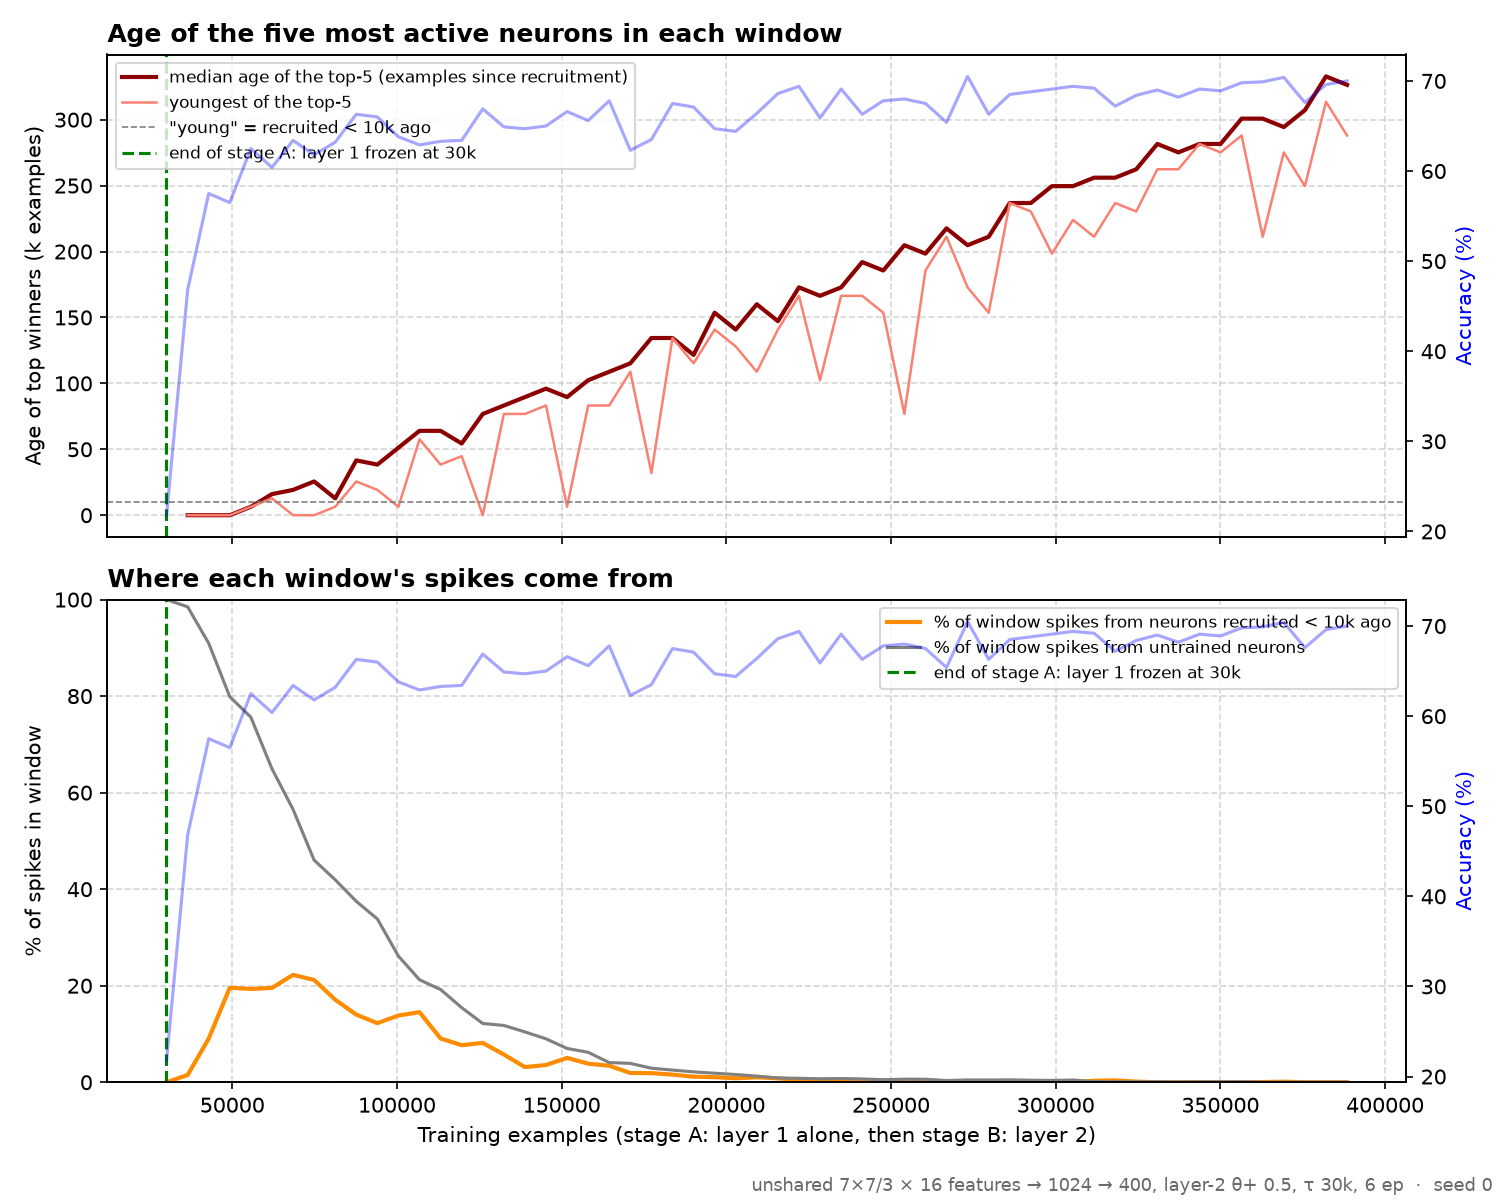 Age of the five most active neurons in each window
median age of the top-5 (examples since recruitment)
youngest of the top-5
"young" = recruited < 10k ago
end of stage A: layer 1 frozen at 30k
Age of top winners (k examples)
300
250
200
150
100
50
0
70
60
50
40
30
20
Accuracy (%)
Where each window's spikes come from
% of window spikes from neurons recruited < 10k ago
% of window spikes from untrained neurons
end of stage A: layer 1 frozen at 30k
% of spikes in window
100
80
60
40
20
0
70
60
50
40
30
20
Accuracy (%)
50000 100000 150000 200000 250000 300000 350000 400000
Training examples (stage A: layer 1 alone, then stage B: layer 2)
unshared 7×7/3 × 16 features → 1024 → 400, layer-2 θ+ 0.5, τ 30k, 6 ep · seed 0